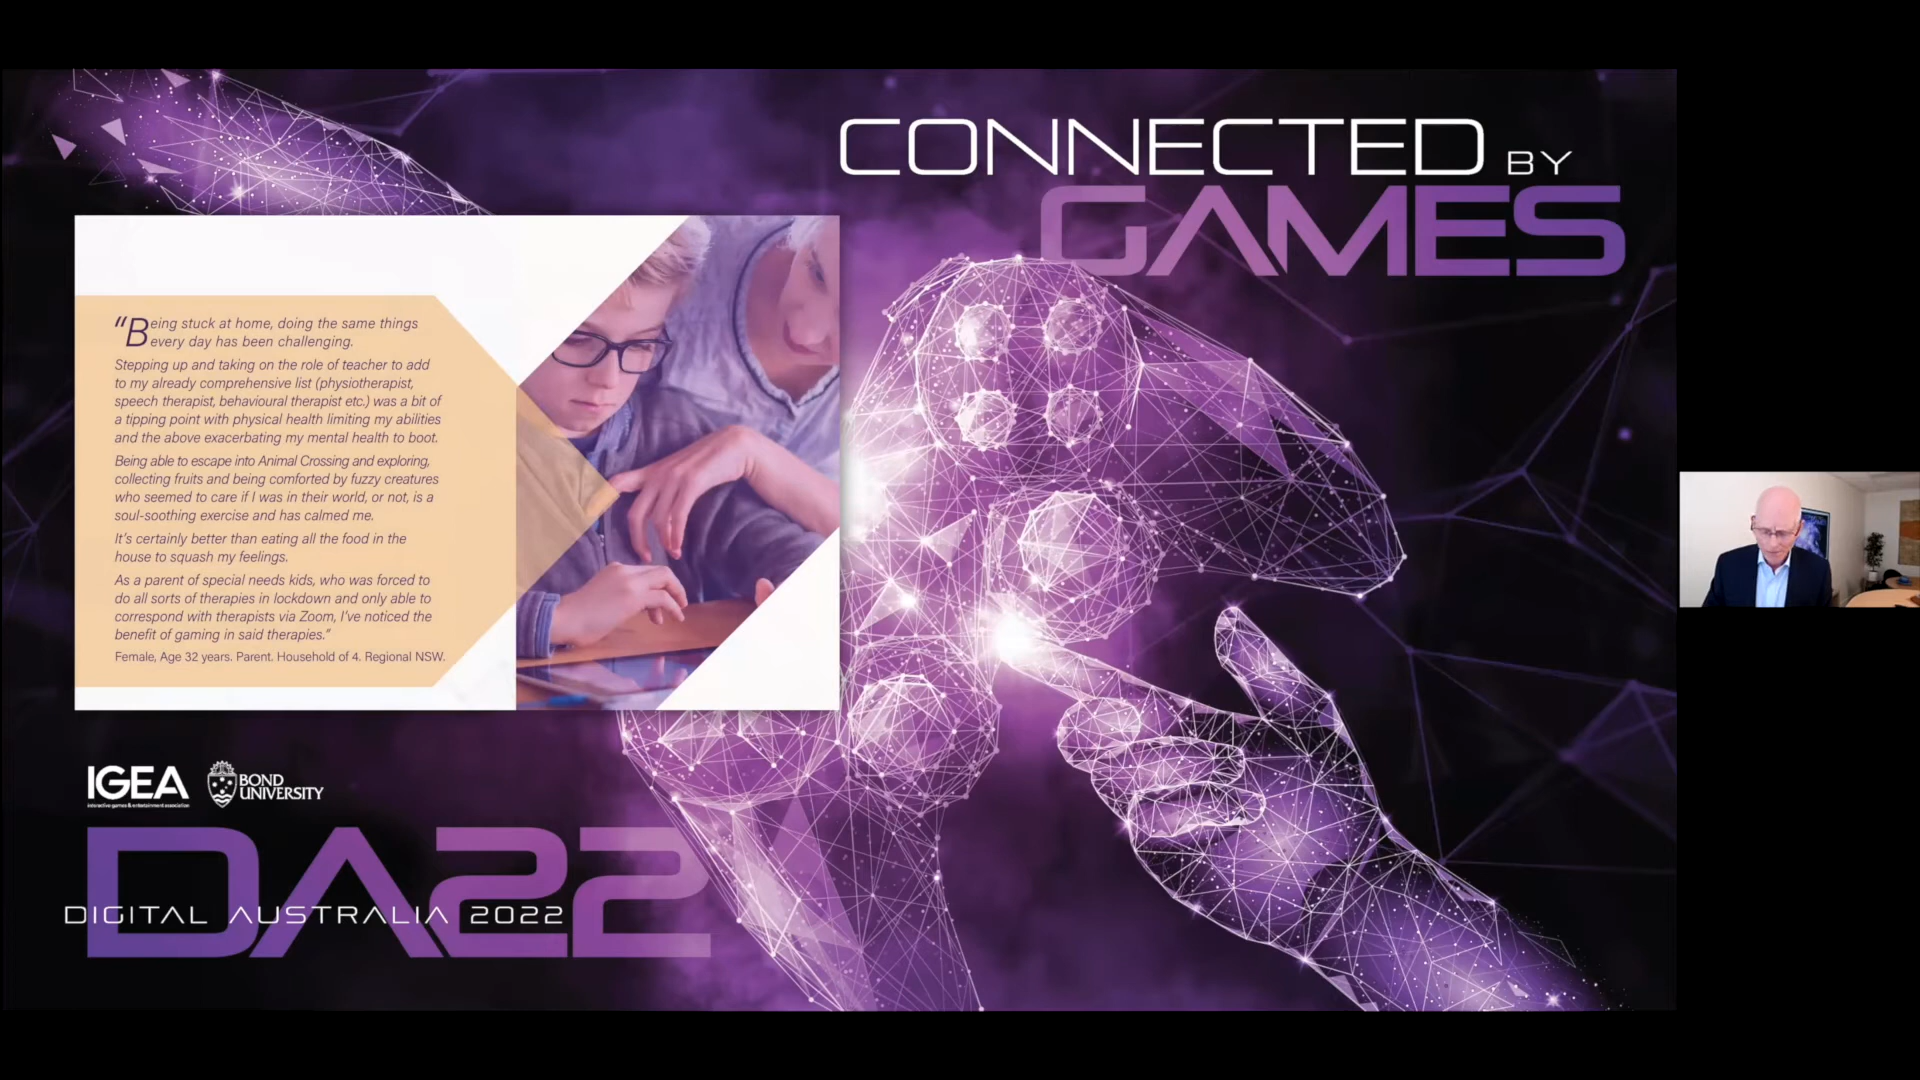 CONNECTED BY
GAMES
“Being stuck at home, doing the same things
every day has been challenging.
Stepping up and taking on the role of teacher to add
to my already comprehensive list (physiotherapist,
speech therapist, behavioural therapist etc.) was a bit of
a tipping point with physical health limiting my abilities
and the above exacerbating my mental health to boot.
Being able to escape into Animal Crossing and exploring,
collecting fruits and being comforted by fuzzy creatures
who seemed to care if I was in their world, or not, is a
soul-soothing exercise and has calmed me.
It’s certainly better than eating all the food in the
house to squash my feelings.
As a parent of special needs kids, who was forced to
do all sorts of therapies in lockdown and only able to
correspond with therapists via Zoom, I’ve noticed the
benefit of gaming in said therapies.”
Female, Age 32 years. Parent. Household of 4. Regional NSW.
IGEA
interactive games & entertainment association
BOND
UNIVERSITY
DA22
DIGITAL AUSTRALIA 2022